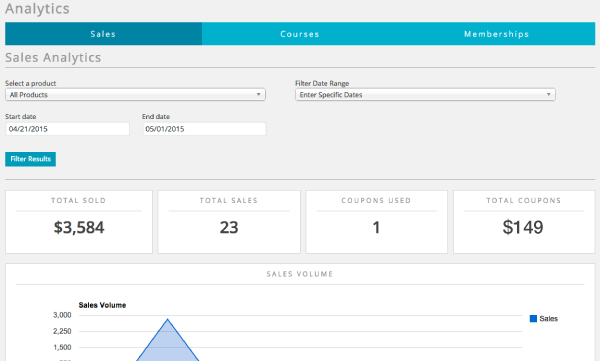 Analytics
Sales Courses Memberships
Sales Analytics
Select a product Filter Date Range
All Products Enter Specific Dates
Start date End date
04/21/2015 05/01/2015
Filter Results
TOTAL SOLD TOTAL SALES COUPONS USED TOTAL COUPONS
$3,584 23 1 $149
SALES VOLUME
Sales Volume
3,000 Sales
2,250
1,500